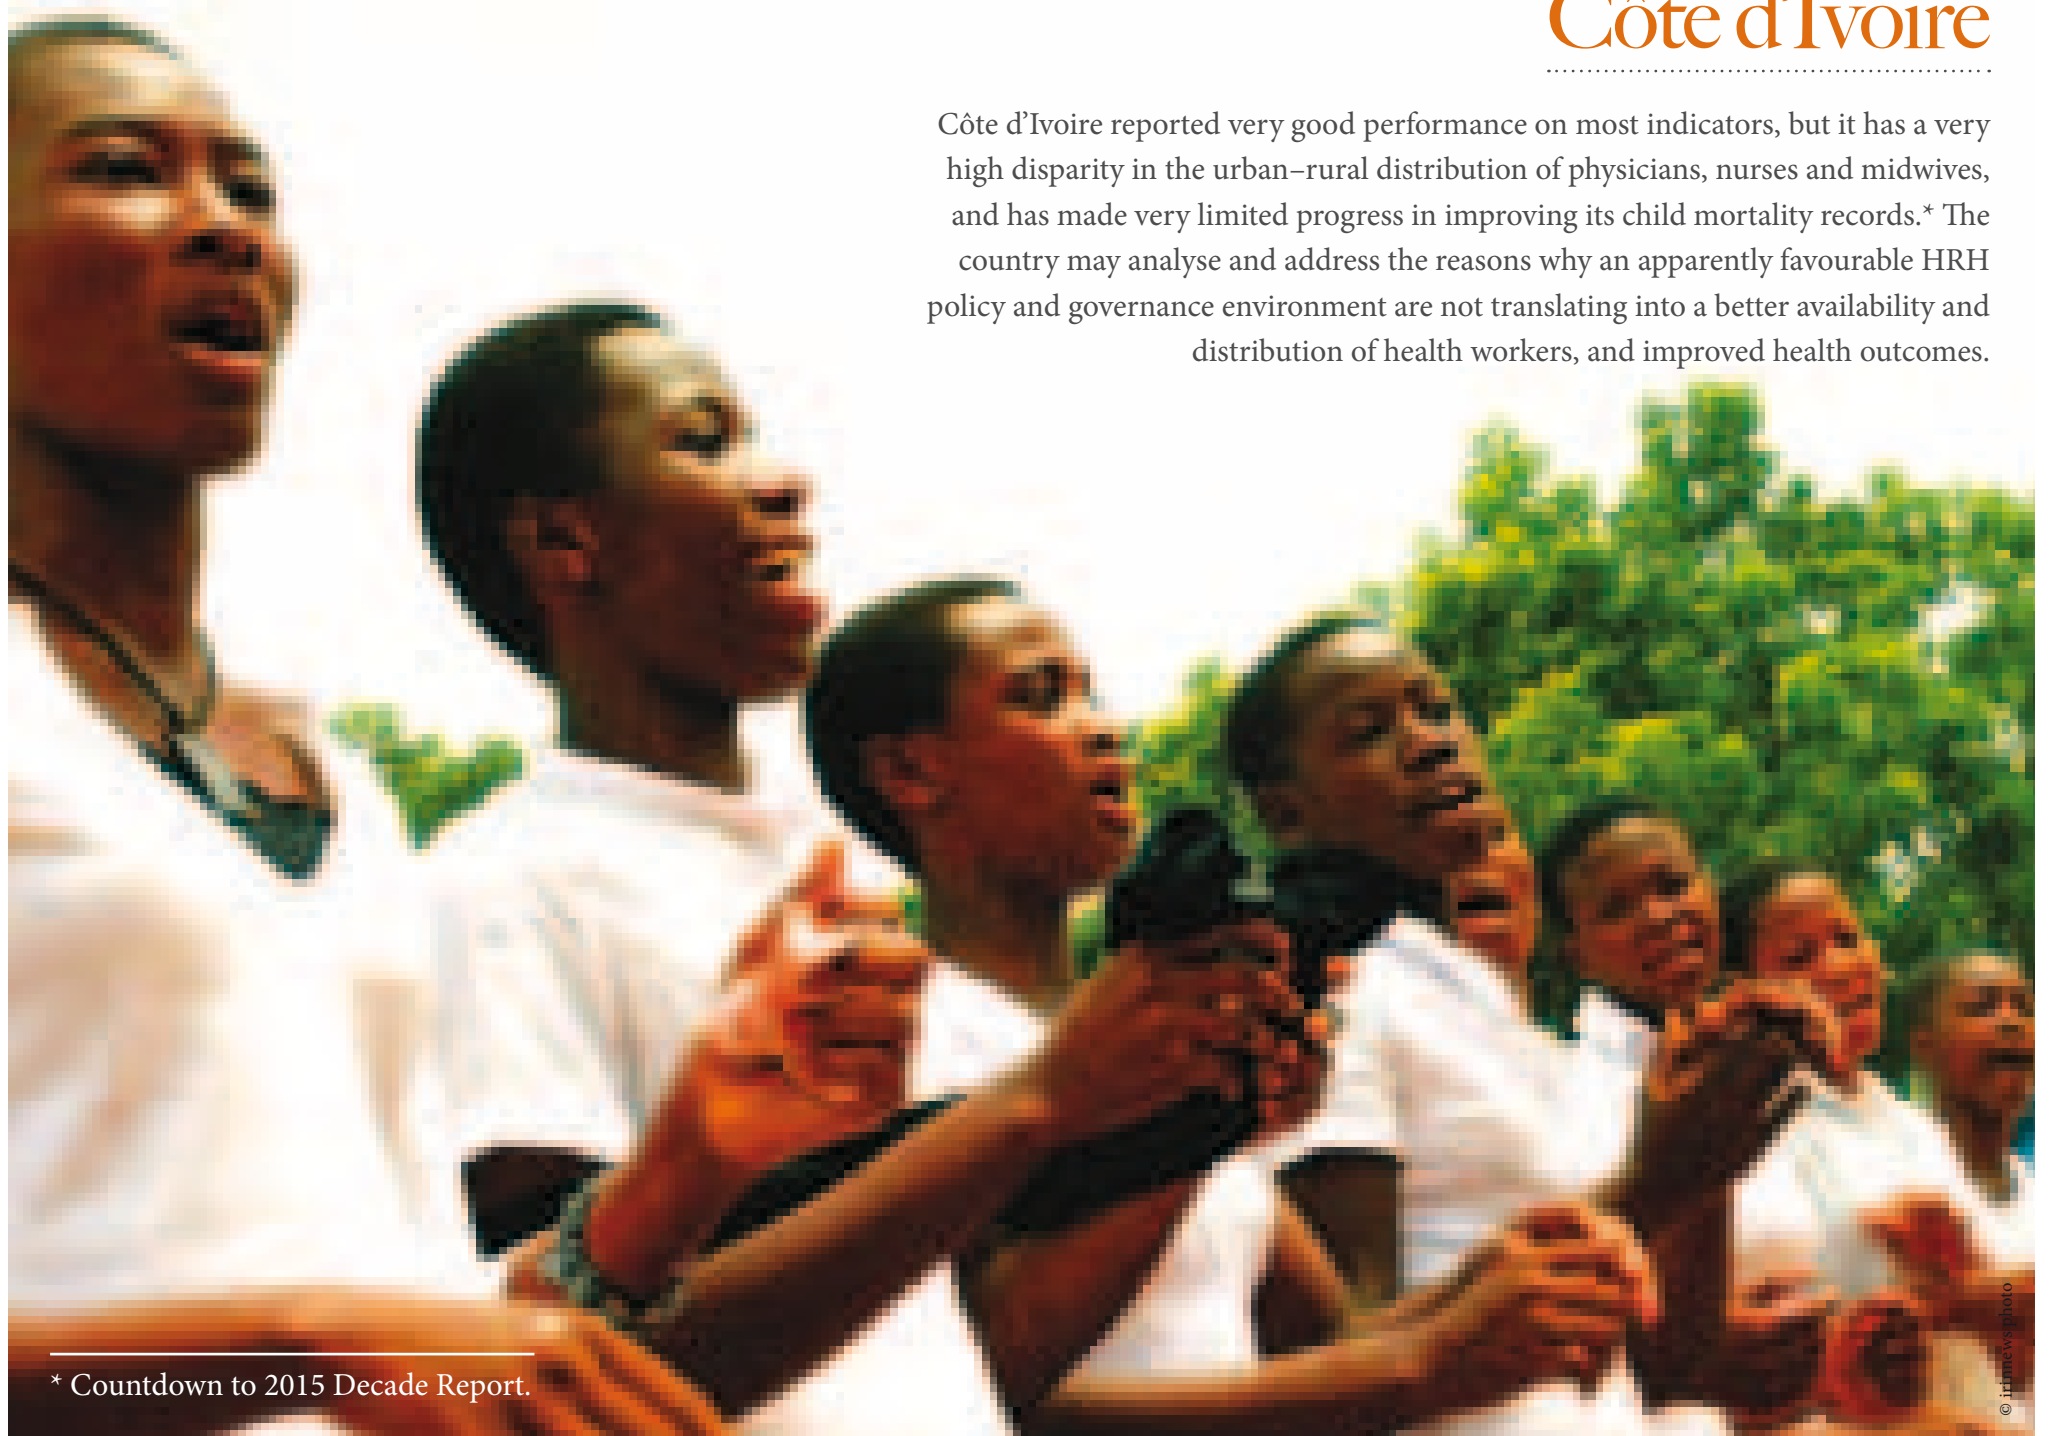 Côte d'Ivoire
Côte d’Ivoire reported very good performance on most indicators, but it has a very
high disparity in the urban–rural distribution of physicians, nurses and midwives,
and has made very limited progress in improving its child mortality records.* The
country may analyse and address the reasons why an apparently favourable HRH
policy and governance environment are not translating into a better availability and
distribution of health workers, and improved health outcomes.
* Countdown to 2015 Decade Report.
© irinnews photo